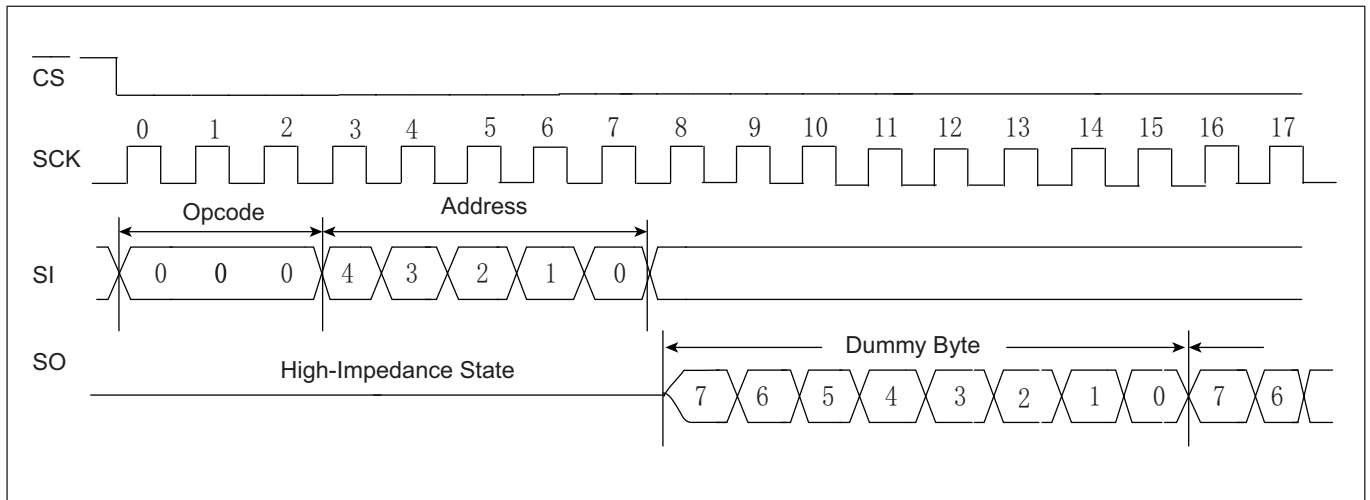 CS
0 1 2 3 4 5 6 7 8 9 10 11 12 13 14 15 16 17
SCK
Opcode Address
SI 0 0 0 4 3 2 1 0
SO High-Impedance State Dummy Byte
7 6 5 4 3 2 1 0 7 6